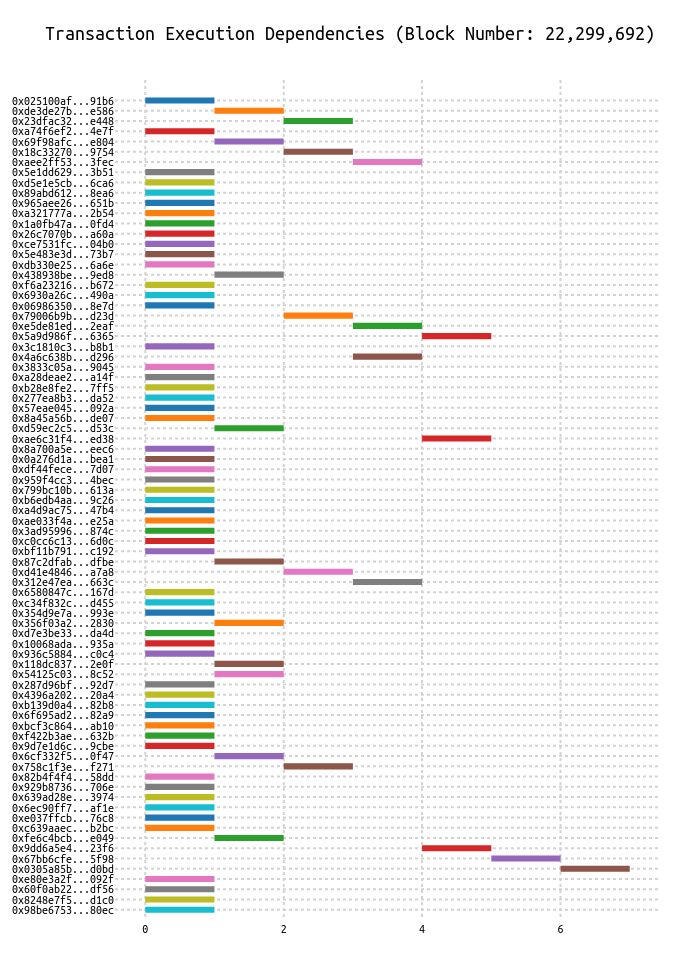 Transaction Execution Dependencies (Block Number: 22,299,692)
0x025100af...91b6
0xde3de27b...e586
0x23dfac32...e448
0xa74f6ef2...4e7f
0x69f98afc...e804
0x18c33270...9754
0xaee2ff53...3fec
0x5e1dd629...3b51
0xd5e1e5cb...6ca6
0x89abd612...8ea6
0x965aee26...651b
0xa321777a...2b54
0x1a0fb47a...0fd4
0x26c7070b...a60a
0xce7531fc...04b0
0x5e483e3d...73b7
0xdb330e25...6a6e
0x438938be...9ed8
0xf6a23216...b672
0x6930a26c...490a
0x06986350...8e7d
0x79006b9b...d23d
0xe5de81ed...2eaf
0x5a9d986f...6365
0x3c1810c3...b8b1
0x4a6c638b...d296
0x3833c05a...9045
0xa28deae2...a14f
0xb28e8fe2...7ff5
0x277ea8b3...da52
0x57eae045...092a
0x8a45a56b...de07
0xd59ec2c5...d53c
0xae6c31f4...ed38
0x8a700a5e...eec6
0x0a276d1a...bea1
0xdf44fece...7d07
0x959f4cc3...4bec
0x799bc10b...613a
0xb6edb4aa...9c26
0xa4d9ac75...47b4
0xae033f4a...e25a
0x3ad95996...874c
0xc0cc6c13...6d0c
0xbf11b791...c192
0x87c2dfab...dfbe
0xd41e4846...a7a8
0x312e47ea...663c
0x6580847c...167d
0xc34f832c...d455
0x354d9e7a...993e
0x356f03a2...2830
0xd7e3be33...da4d
0x10068ada...935a
0x936c5884...c0c4
0x118dc837...2e0f
0x54125c03...8c52
0x287d96bf...92d7
0x4396a202...20a4
0xb139d0a4...82b8
0x6f695ad2...82a9
0xbcf3c864...ab10
0xf422b3ae...632b
0x9d7e1d6c...9cbe
0x6cf332f5...0f47
0x758c1f3e...f271
0x82b4f4f4...58dd
0x929b8736...706e
0x639ad28e...3974
0x6ec90ff7...af1e
0xe037ffcb...76c8
0xc639aaec...b2bc
0xfe6c4bcb...e049
0x9dd6a5e4...23f6
0x67bb6cfe...5f98
0x0305a85b...d0bd
0xe80e3a2f...092f
0x60f0ab22...df56
0x8248e7f5...d1c0
0x98be6753...80ec
0 2 4 6